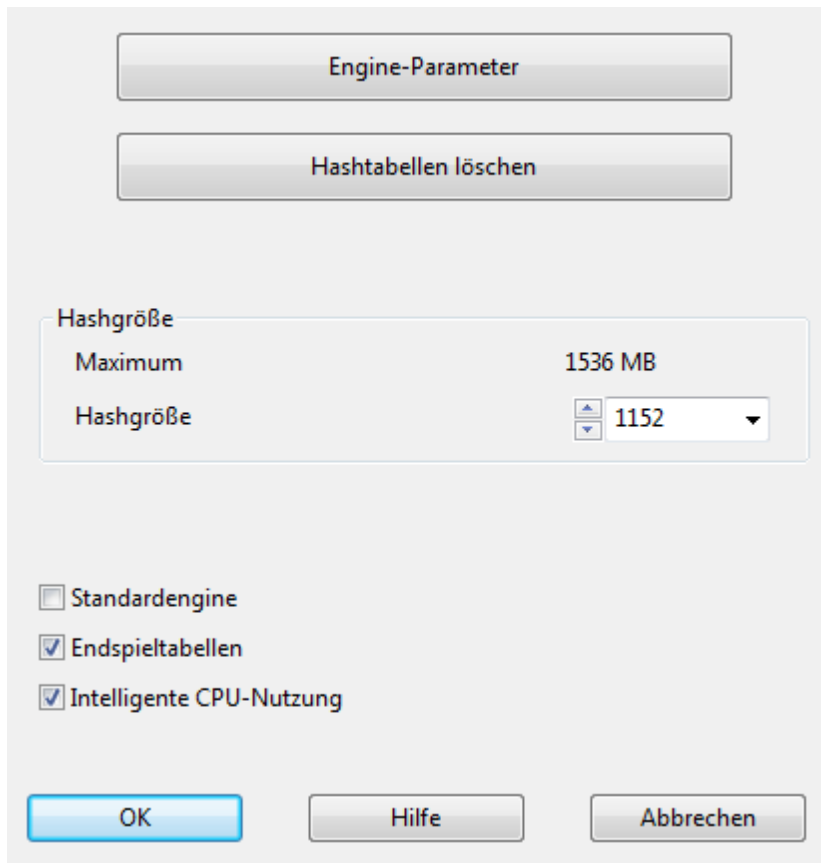 Engine-Parameter
Hashtabellen löschen
Hashgröße
Maximum 1536 MB
Hashgröße 1152
Standardengine
Endspieltabellen
Intelligente CPU-Nutzung
OK Hilfe Abbrechen